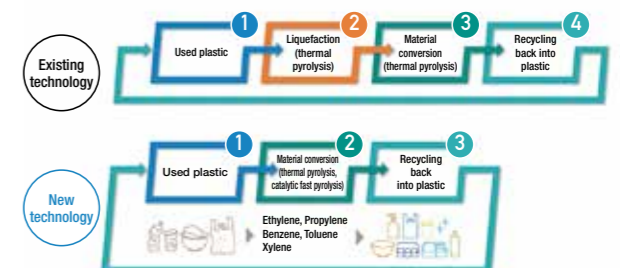 Existing
technology
1
Used plastic
2
Liquefaction
(thermal
pyrolysis)
3
Material
conversion
(thermal pyrolysis)
4
Recycling
back into
plastic
New
technology
1
Used plastic
2
Material conversion
(thermal pyrolysis,
catalytic fast pyrolysis)
3
Recycling
back
into plastic
Ethylene, Propylene
Benzene, Toluene
Xylene